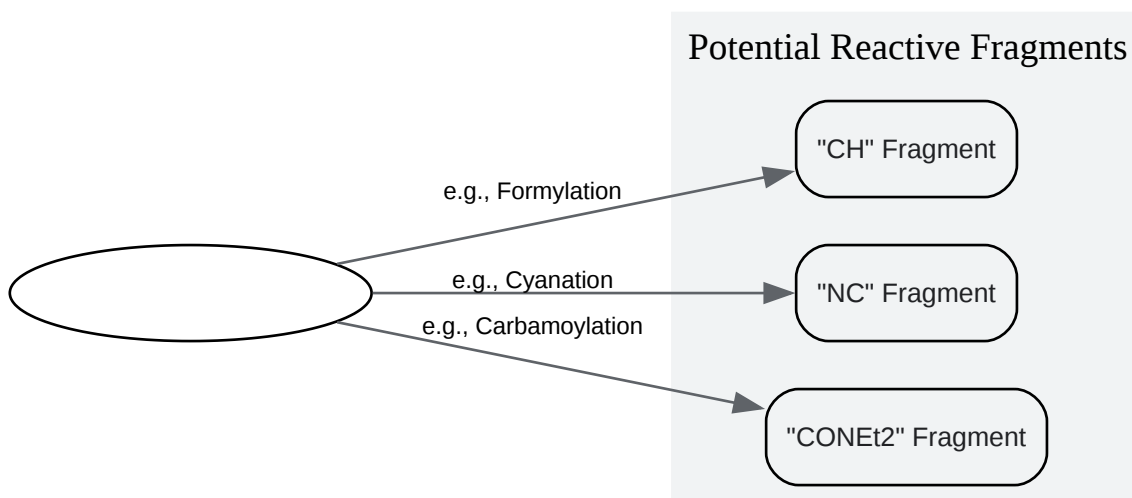 Potential Reactive Fragments
"CH" Fragment
e.g., Formylation
"NC" Fragment
e.g., Cyanation
e.g., Carbamoylation
"CONEt2" Fragment